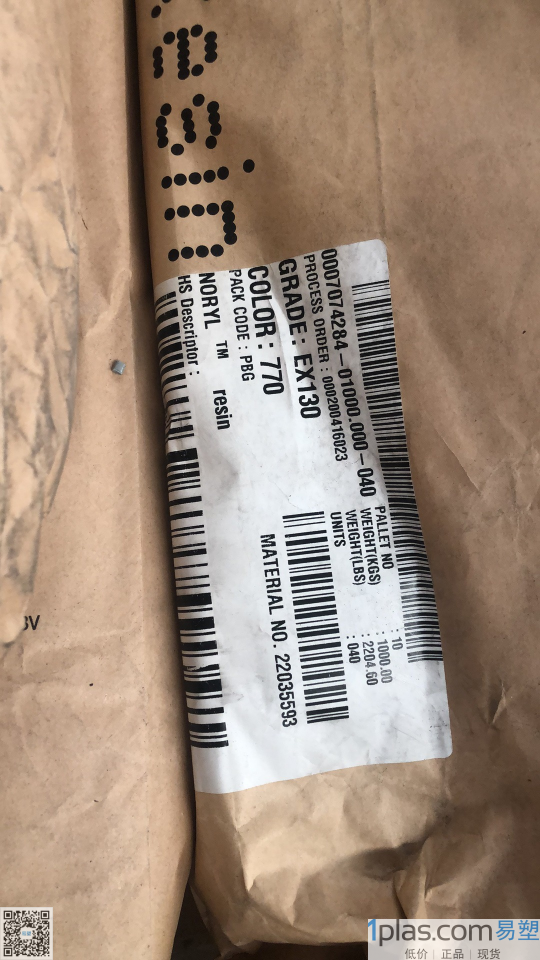 0007074284-01000.000-040
PROCESS ORDER : 000200416023
GRADE: EX130
COLOR : 770
PACK CODE : PBG
NORYL TM resin
HS Descriptor :
PALLET NO : 10
WEIGHT(KGS) : 1000.00
WEIGHT(LBS) : 2204.60
UNITS : 040
MATERIAL NO. 22035593
1plas.com易塑
低价 | 正品 | 现货